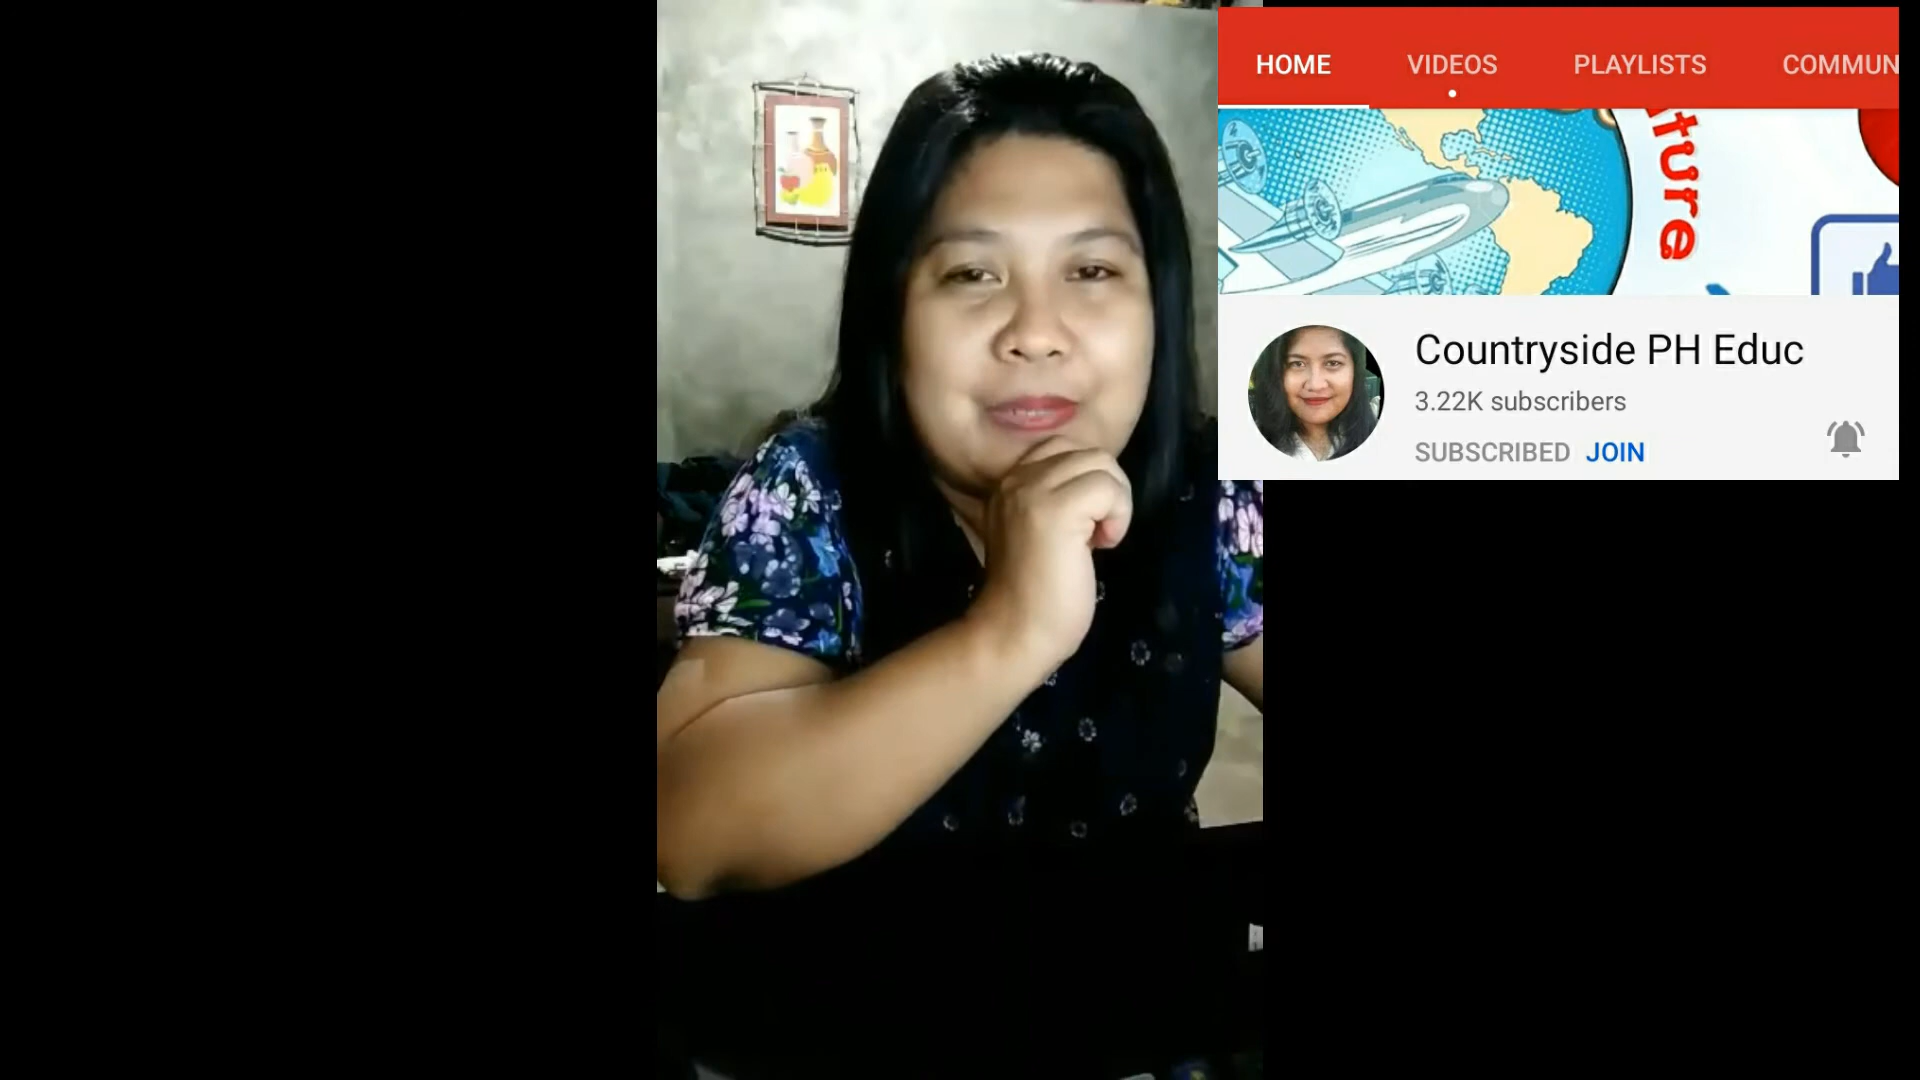 HOME VIDEOS PLAYLISTS COMMUN
ture
Countryside PH Educ
3.22K subscribers
SUBSCRIBED JOIN